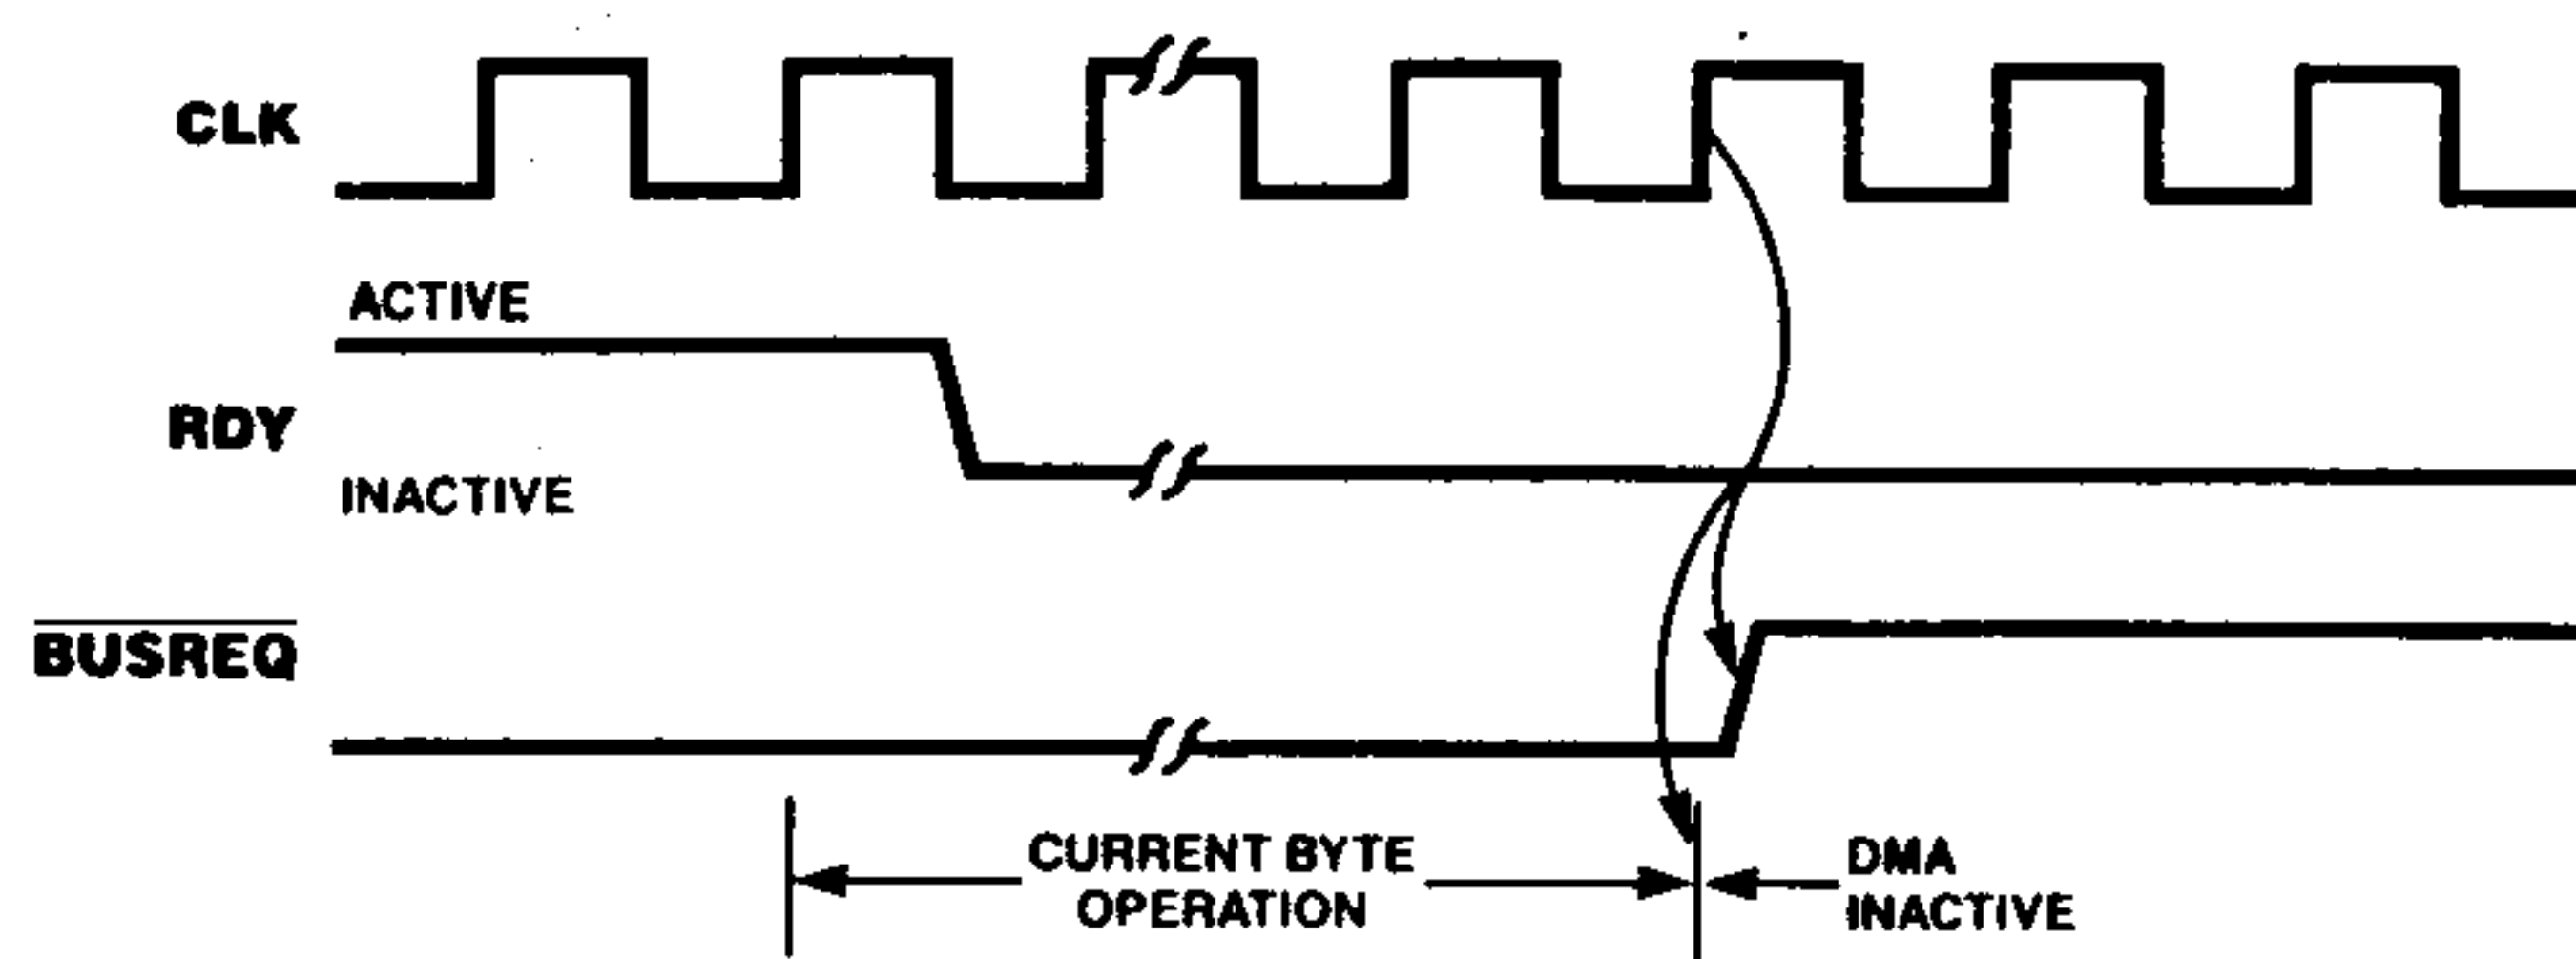 CLK
ACTIVE
RDY
INACTIVE
BUSREQ
CURRENT BYTE
OPERATION
DMA
INACTIVE